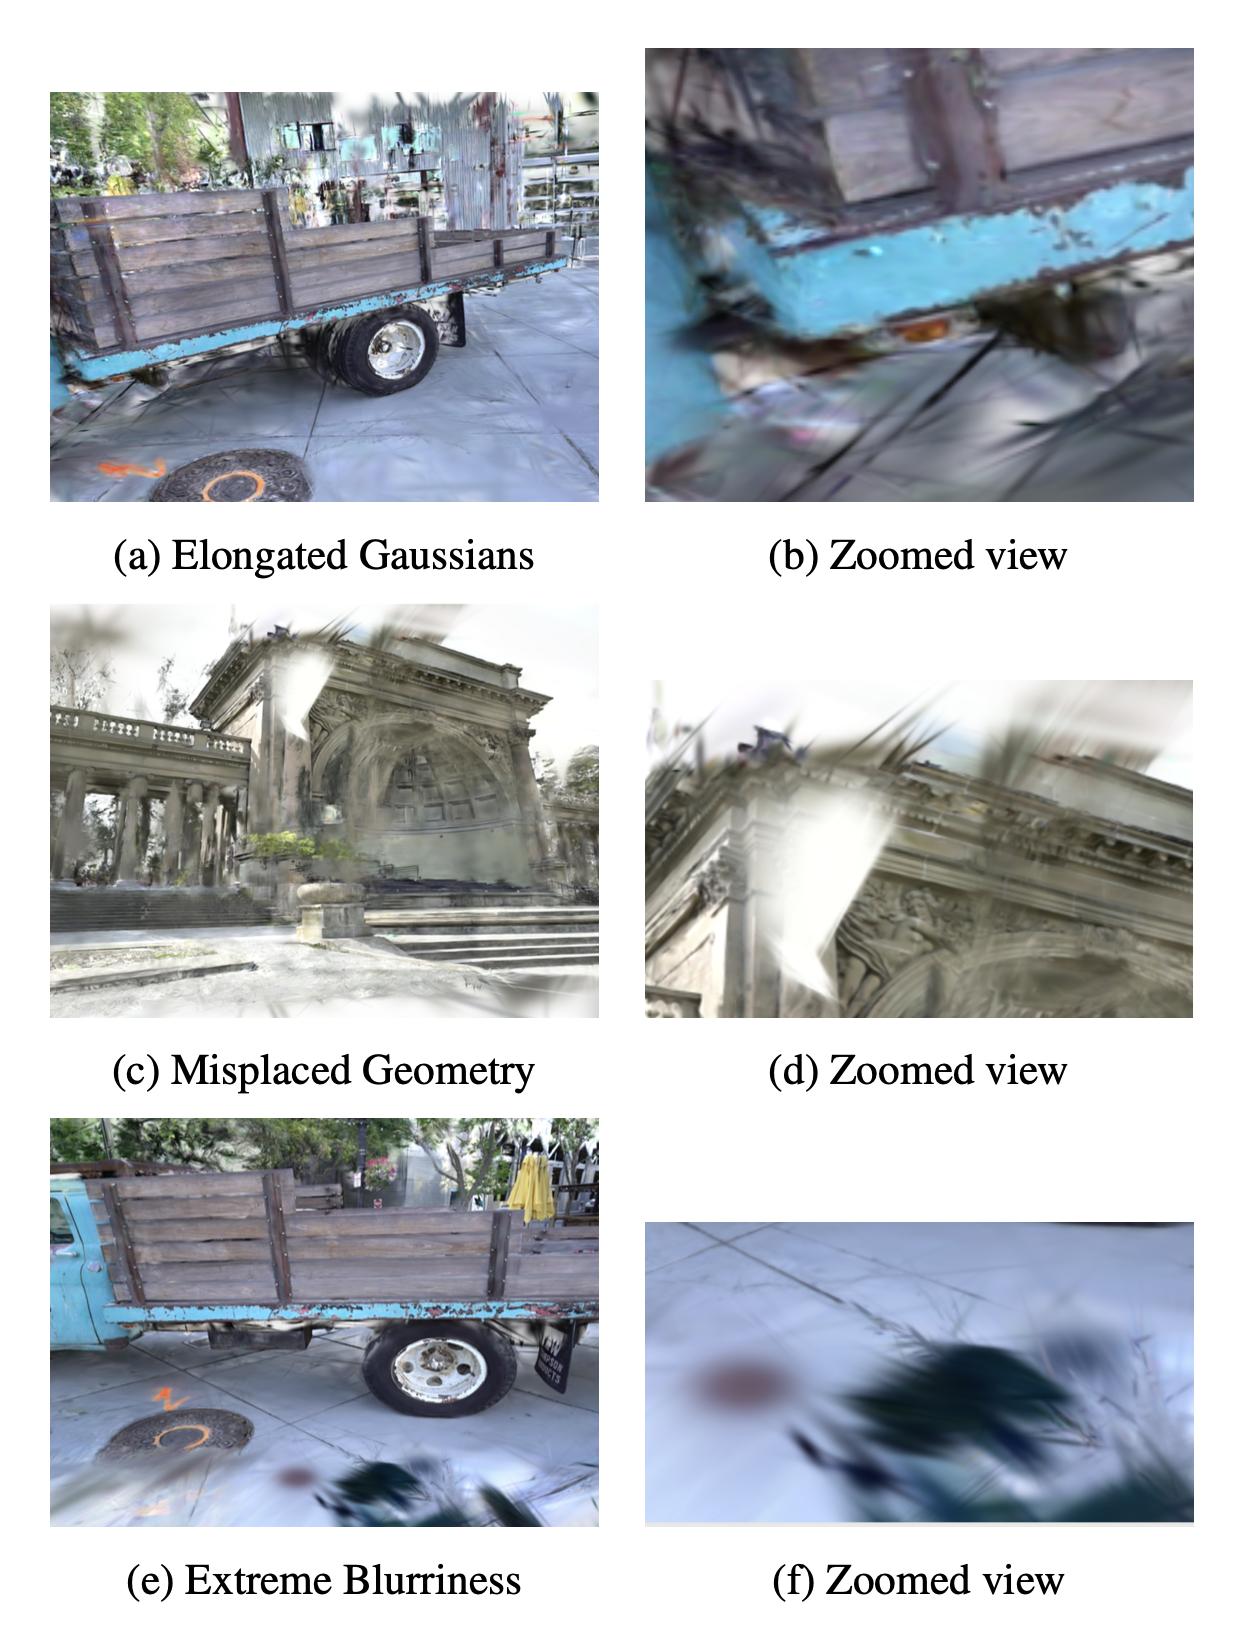 (a) Elongated Gaussians
(b) Zoomed view
(c) Misplaced Geometry
(d) Zoomed view
(e) Extreme Blurriness
(f) Zoomed view